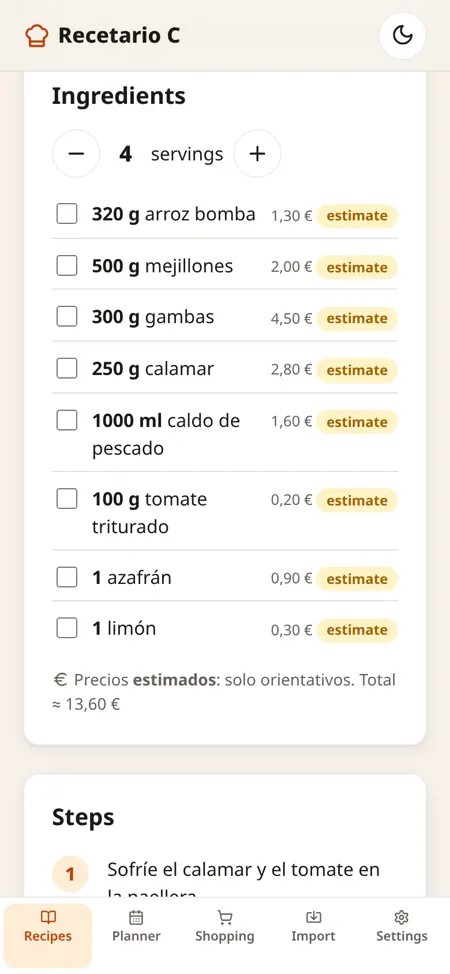 Recetario C
Ingredients
4 servings
320 g arroz bomba 1,30 € estimate
500 g mejillones 2,00 € estimate
300 g gambas 4,50 € estimate
250 g calamar 2,80 € estimate
1000 ml caldo de 1,60 € estimate
pescado
100 g tomate 0,20 € estimate
triturado
1 azafrán 0,90 € estimate
1 limón 0,30 € estimate
€ Precios estimados: solo orientativos. Total
≈ 13,60 €
Steps
1 Sofríe el calamar y el tomate en
la paellera
Recipes Planner Shopping Import Settings